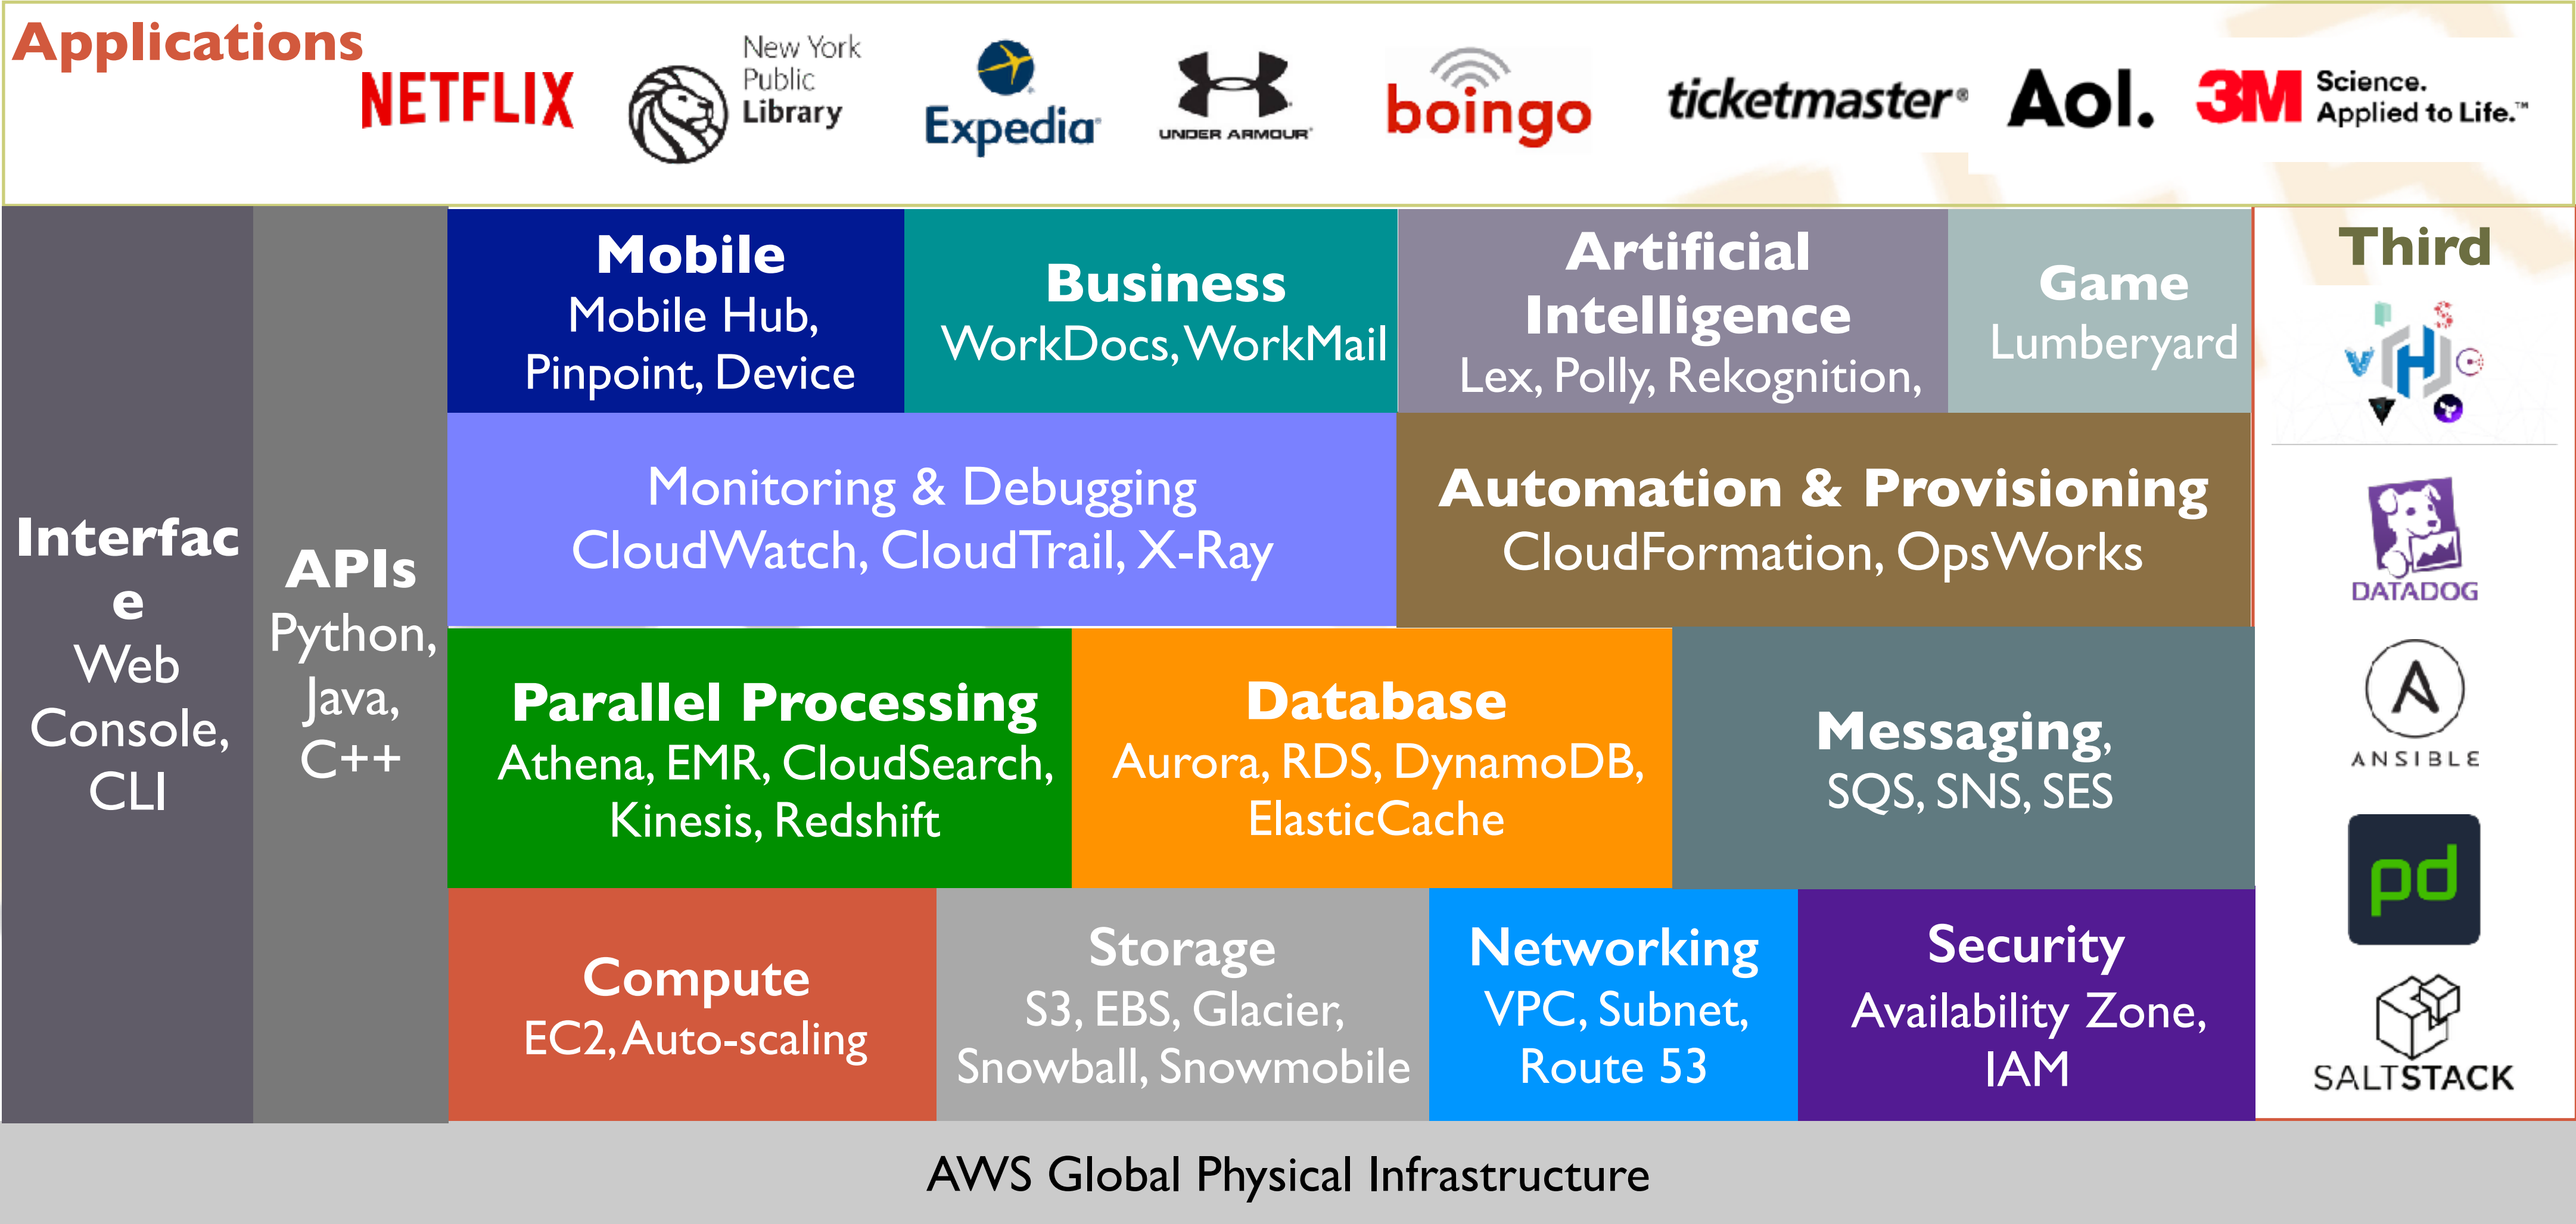 Applications
NETFLIX
New York
Public
Library
Expedia®
UNDER ARMOUR®
boingo
ticketmaster®
Aol.
3M Science.
Applied to Life.™
Interfac
e
Web
Console,
CLI
APIs
Python,
Java,
C++
Mobile
Mobile Hub,
Pinpoint, Device
Business
WorkDocs, WorkMail
Artificial
Intelligence
Lex, Polly, Rekognition,
Game
Lumberyard
Third
Monitoring & Debugging
CloudWatch, CloudTrail, X-Ray
Automation & Provisioning
CloudFormation, OpsWorks
DATADOG
Parallel Processing
Athena, EMR, CloudSearch,
Kinesis, Redshift
Database
Aurora, RDS, DynamoDB,
ElasticCache
Messaging,
SQS, SNS, SES
ANSIBLE
pd
Compute
EC2, Auto-scaling
Storage
S3, EBS, Glacier,
Snowball, Snowmobile
Networking
VPC, Subnet,
Route 53
Security
Availability Zone,
IAM
SALTSTACK
AWS Global Physical Infrastructure